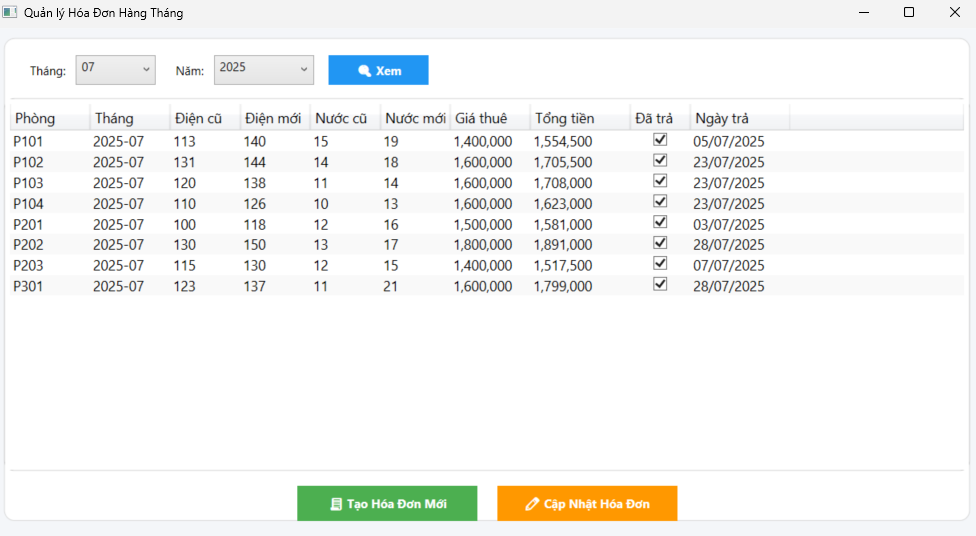 Quản lý Hóa Đơn Hàng Tháng
Tháng: 07 Năm: 2025 Xem
Phòng Tháng Điện cũ Điện mới Nước cũ Nước mới Giá thuê Tổng tiền Đã trả Ngày trả
P101 2025-07 113 140 15 19 1,400,000 1,554,500 05/07/2025
P102 2025-07 131 144 14 18 1,600,000 1,705,500 23/07/2025
P103 2025-07 120 138 11 14 1,600,000 1,708,000 23/07/2025
P104 2025-07 110 126 10 13 1,600,000 1,623,000 23/07/2025
P201 2025-07 100 118 12 16 1,500,000 1,581,000 03/07/2025
P202 2025-07 130 150 13 17 1,800,000 1,891,000 28/07/2025
P203 2025-07 115 130 12 15 1,400,000 1,517,500 07/07/2025
P301 2025-07 123 137 11 21 1,600,000 1,799,000 28/07/2025
Tạo Hóa Đơn Mới Cập Nhật Hóa Đơn